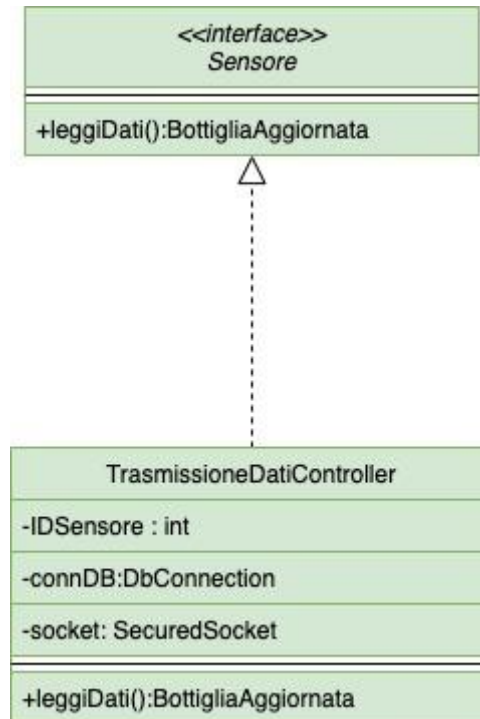 <<interface>>
Sensore
+leggiDati():BottigliaAggiornata
TrasmissioneDatiController
-IDSensore : int
-connDB:DbConnection
-socket: SecuredSocket
+leggiDati():BottigliaAggiornata